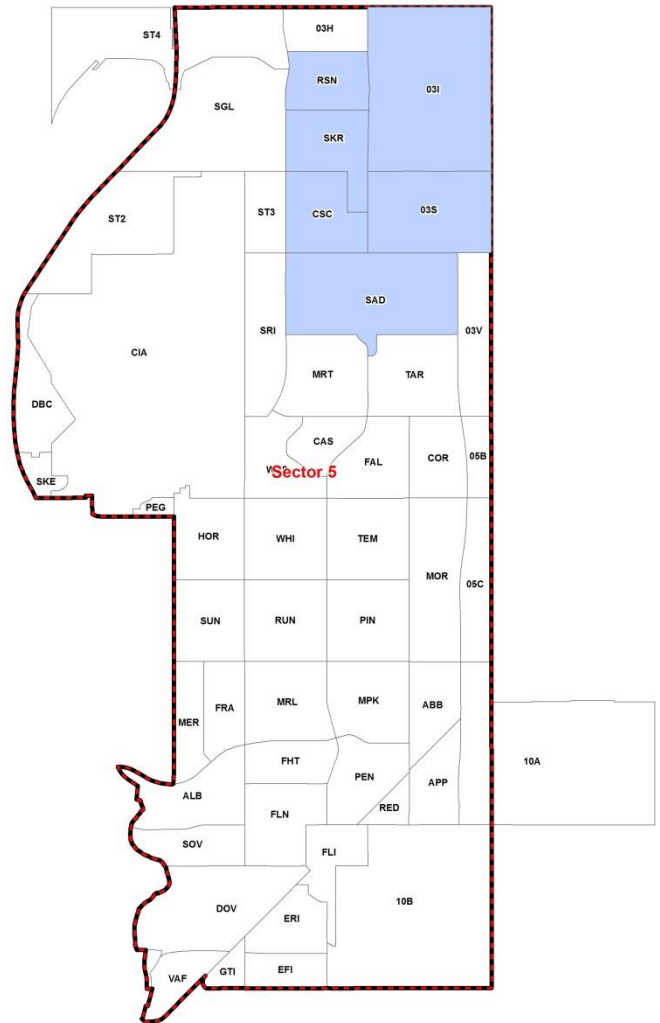 ST4
03H
RSN
03I
SGL
SKR
ST2
ST3
CSC
03S
SAD
SRI
03V
CIA
MRT
TAR
DBC
CAS
FAL
COR
05B
Sector 5
SKE
PEG
HOR
WHI
TEM
MOR
05C
SUN
RUN
PIN
MER
FRA
MRL
MPK
ABB
10A
FHT
PEN
APP
ALB
RED
FLN
SOV
FLI
10B
DOV
ERI
VAF
GTI
EFI